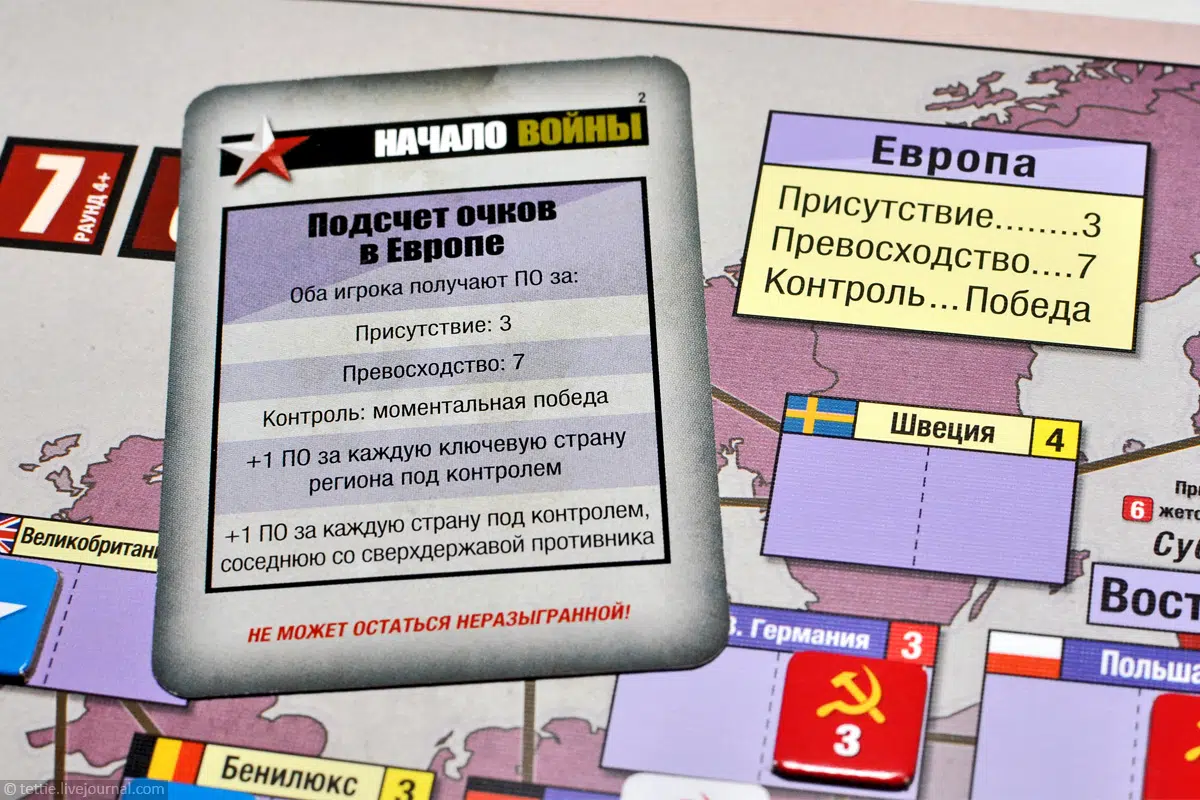 2
НАЧАЛО ВОЙНЫ
Подсчет очков
в Европе
Оба игрока получают ПО за:
Присутствие: 3
Превосходство: 7
Контроль: моментальная победа
+1 ПО за каждую ключевую страну
региона под контролем
+1 ПО за каждую страну под контролем,
соседнюю со сверхдержавой противника
НЕ МОЖЕТ ОСТАТЬСЯ НЕРАЗЫГРАННОЙ!
7
РАУНД 4+
Европа
Присутствие........3
Превосходство....7
Контроль...Победа
Швеция 4
6
Великобритани
В. Германия 3
3
Польша
Бенилюкс 3
© tettie.livejournal.com